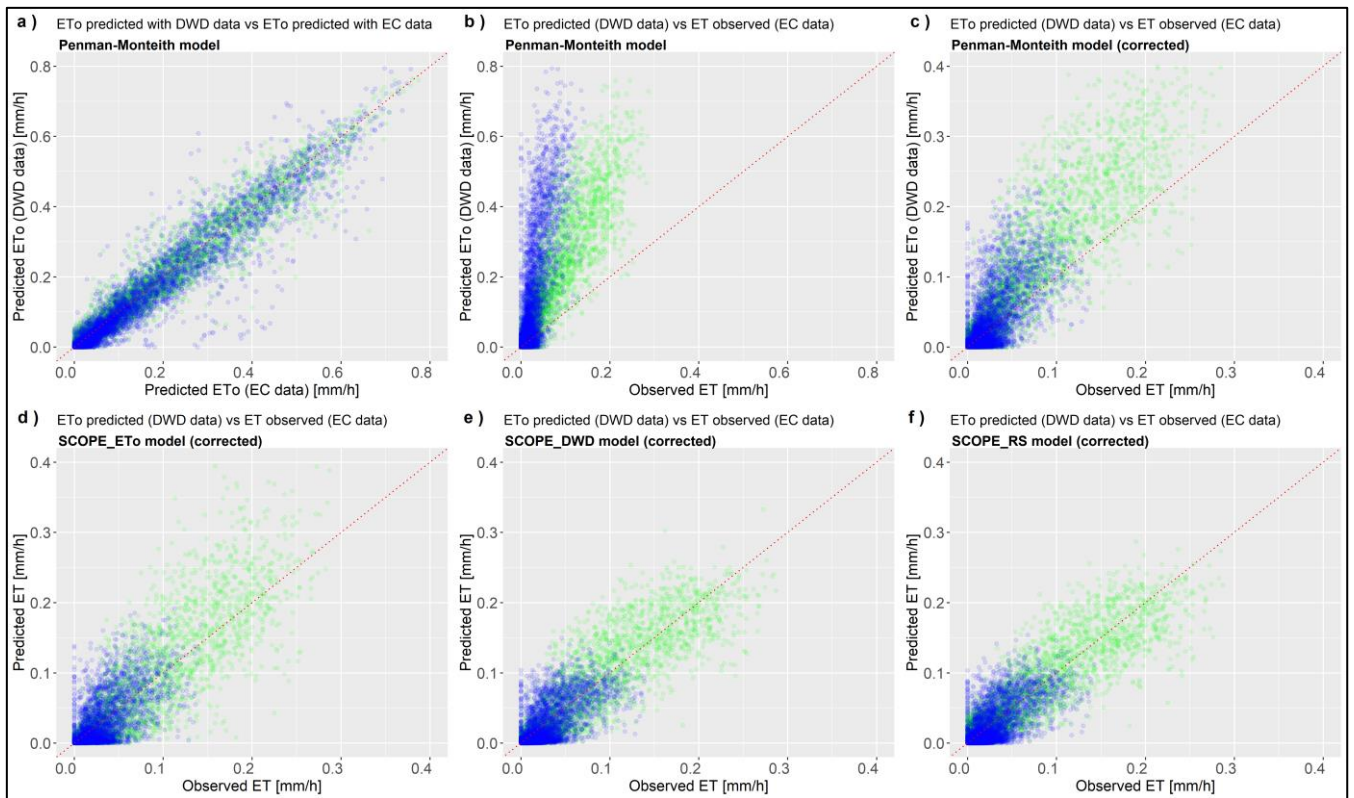 a ) ETo predicted with DWD data vs ETo predicted with EC data
Penman-Monteith model
Predicted ETo (DWD data) [mm/h]
0.8
0.6
0.4
0.2
0.0
0.0 0.2 0.4 0.6 0.8
Predicted ETo (EC data) [mm/h]
b ) ETo predicted (DWD data) vs ET observed (EC data)
Penman-Monteith model
Predicted ETo (DWD data) [mm/h]
0.8
0.6
0.4
0.2
0.0
0.0 0.2 0.4 0.6 0.8
Observed ET [mm/h]
c ) ETo predicted (DWD data) vs ET observed (EC data)
Penman-Monteith model (corrected)
Predicted ETo (DWD data) [mm/h]
0.4
0.3
0.2
0.1
0.0
0.0 0.1 0.2 0.3 0.4
Observed ET [mm/h]
d ) ETo predicted (DWD data) vs ET observed (EC data)
SCOPE_ETo model (corrected)
Predicted ET [mm/h]
0.4
0.3
0.2
0.1
0.0
0.0 0.1 0.2 0.3 0.4
Observed ET [mm/h]
e ) ETo predicted (DWD data) vs ET observed (EC data)
SCOPE_DWD model (corrected)
Predicted ET [mm/h]
0.4
0.3
0.2
0.1
0.0
0.0 0.1 0.2 0.3 0.4
Observed ET [mm/h]
f ) ETo predicted (DWD data) vs ET observed (EC data)
SCOPE_RS model (corrected)
Predicted ET [mm/h]
0.4
0.3
0.2
0.1
0.0
0.0 0.1 0.2 0.3 0.4
Observed ET [mm/h]